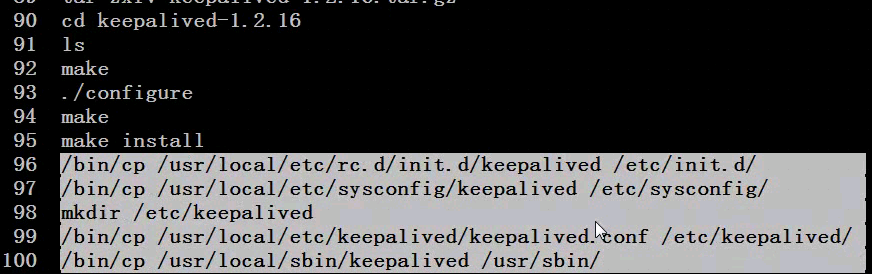 90 cd keepalived-1.2.16
91 ls
92 make
93 ./configure
94 make
95 make install
96 /bin/cp /usr/local/etc/rc.d/init.d/keepalived /etc/init.d/
97 /bin/cp /usr/local/etc/sysconfig/keepalived /etc/sysconfig/
98 mkdir /etc/keepalived
99 /bin/cp /usr/local/etc/keepalived/keepalived.conf /etc/keepalived/
100 /bin/cp /usr/local/sbin/keepalived /usr/sbin/